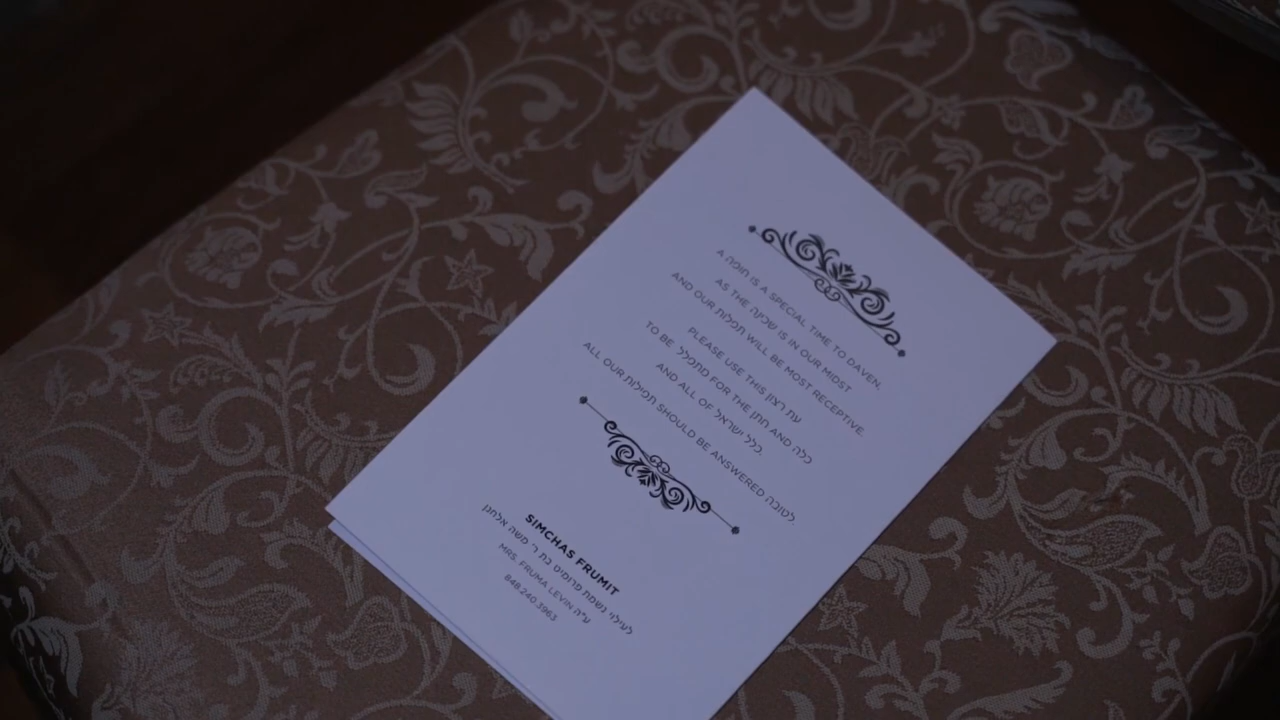 A חופה IS A SPECIAL TIME TO DAVEN,
AS THE שכינה IS IN OUR MIDST
AND OUR תפלות WILL BE MOST RECEPTIVE.
PLEASE USE THIS עת רצון
TO BE מתפלל FOR THE חתן AND כלה
AND ALL OF כלל ישראל.
ALL OUR תפילות SHOULD BE ANSWERED לטובה.
SIMCHAS FRUMIT
לעילוי נשמת פרומיט בת ר׳ משה אלחנן
MRS. FRUMA LEVIN ע״ה
848.240.3963